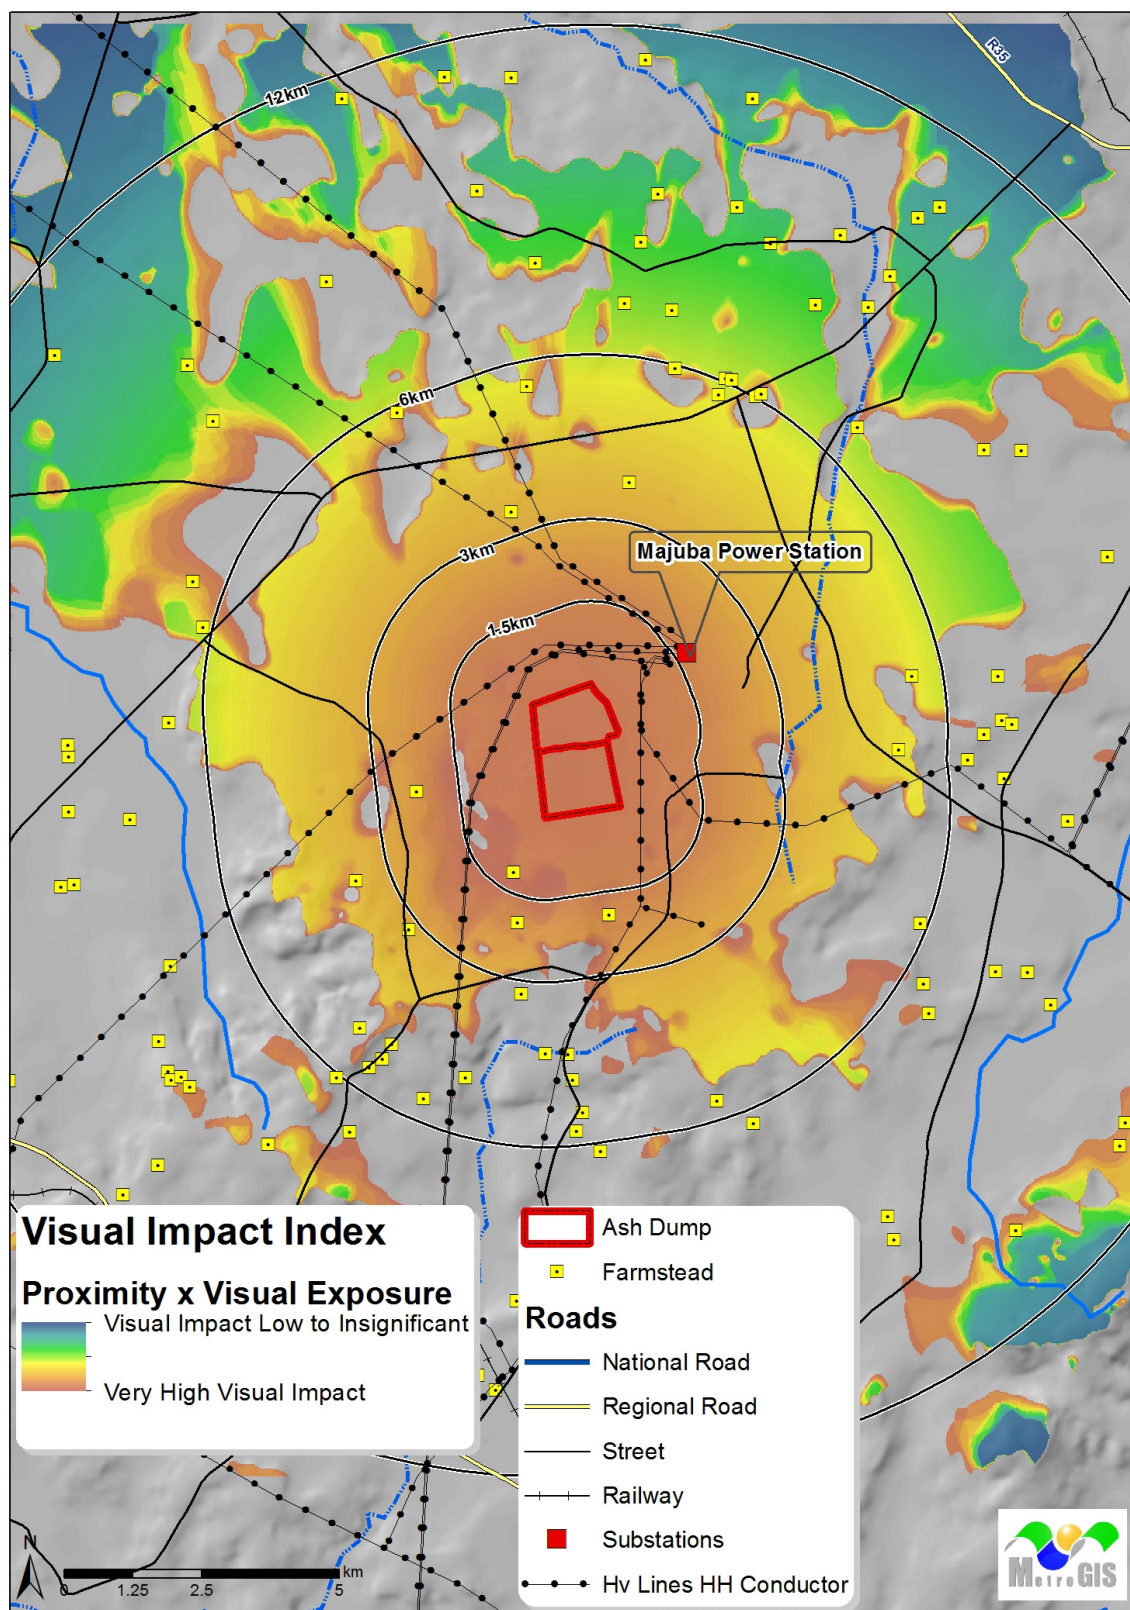 R35
12km
6km
3km
Majuba Power Station
1.5km
Visual Impact Index
Proximity x Visual Exposure
Visual Impact Low to Insignificant
Very High Visual Impact
Ash Dump
Farmstead
Roads
National Road
Regional Road
Street
Railway
Substations
Hv Lines HH Conductor
N
km
0 1.25 2.5 5
MetroGIS